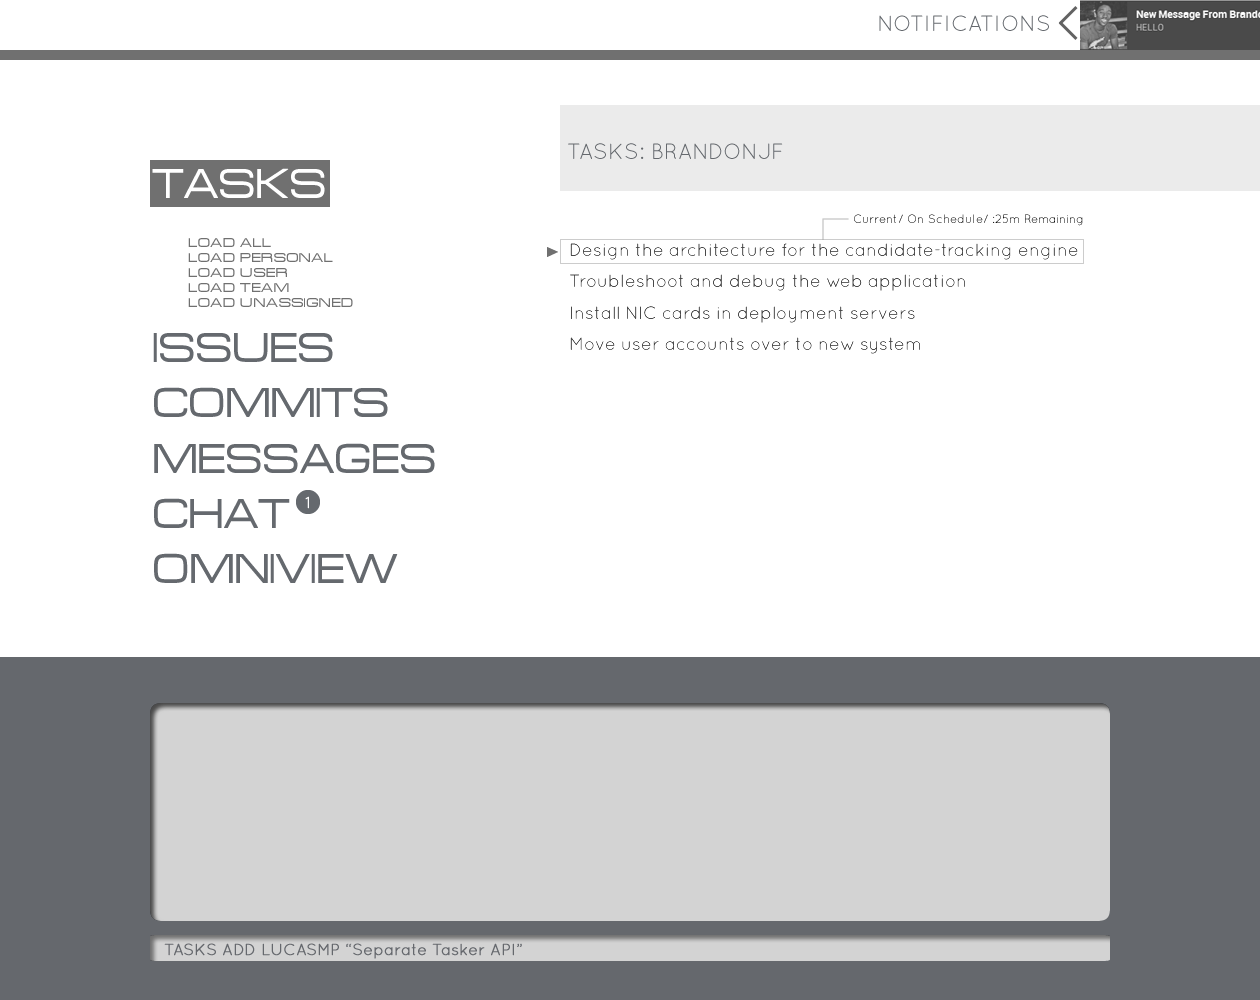 NOTIFICATIONS
New Message From
HELLO
TASKS: BRANDONJF
TASKS
LOAD ALL
LOAD PERSONAL
LOAD USER
LOAD TEAM
LOAD UNASSIGNED
ISSUES
COMMITS
MESSAGES
CHAT 1
OMNIVIEW
Current/ On Schedule/ :25m Remaining
Design the architecture for the candidate-tracking engine
Troubleshoot and debug the web application
Install NIC cards in deployment servers
Move user accounts over to new system
TASKS ADD LUCASMP “Separate Tasker API”